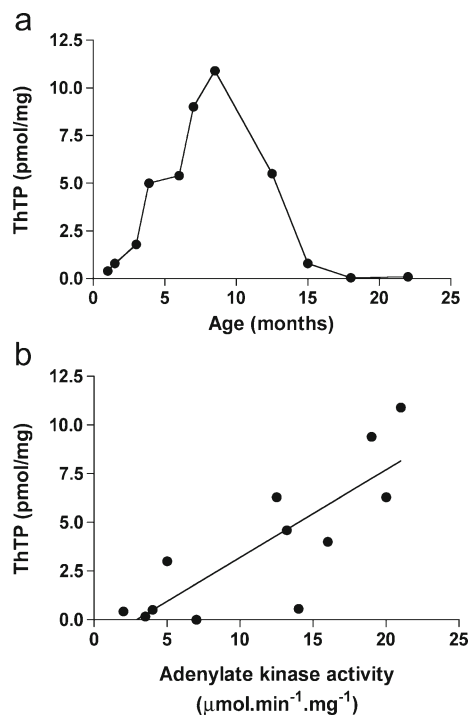 a
12.5
10.0
7.5
5.0
2.5
0.0
ThTP (pmol/mg)
0 5 10 15 20 25
Age (months)
b
12.5
10.0
7.5
5.0
2.5
0.0
ThTP (pmol/mg)
0 5 10 15 20 25
Adenylate kinase activity
(μmol.min⁻¹.mg⁻¹)